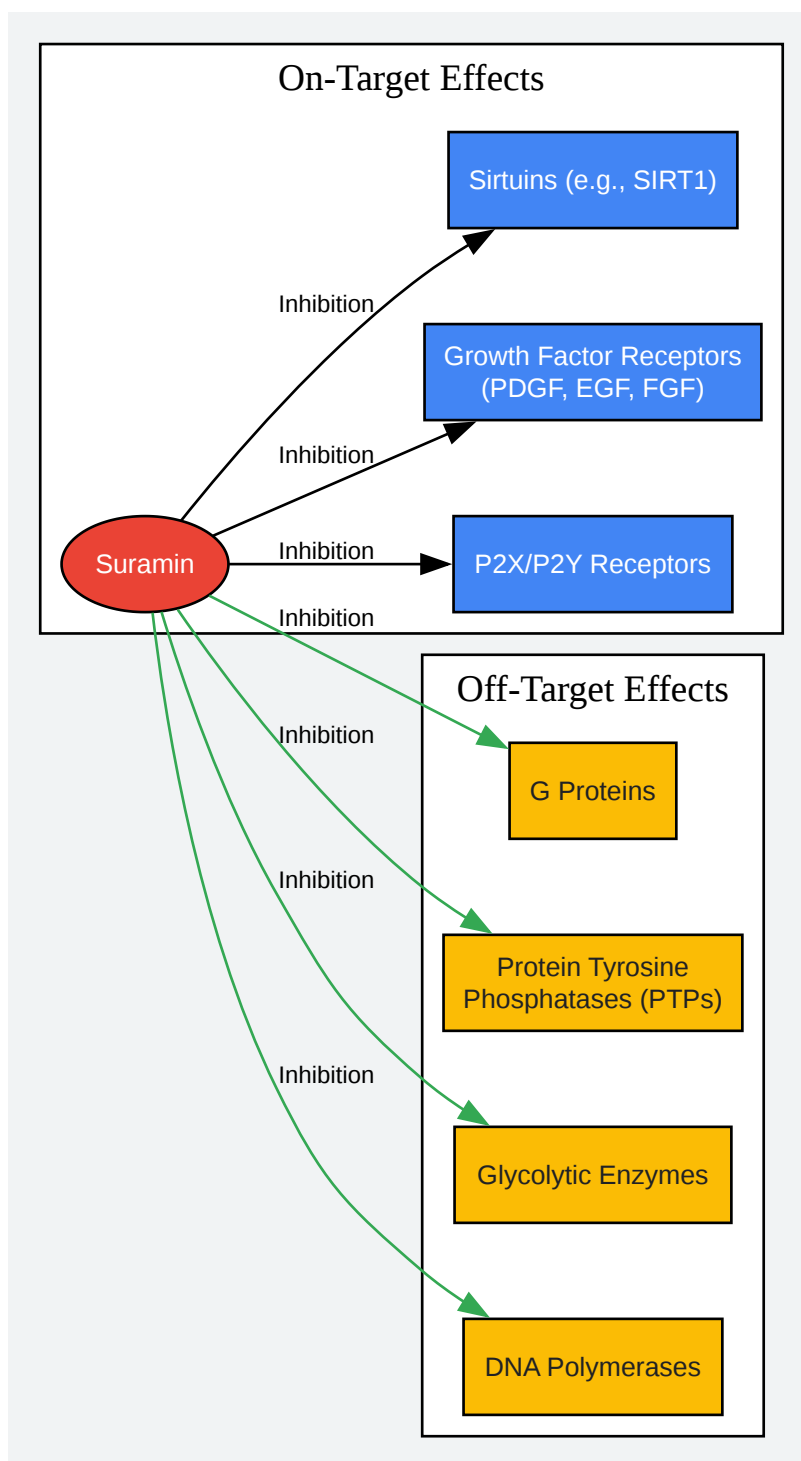 On-Target Effects
Sirtuins (e.g., SIRT1)
Inhibition
Growth Factor Receptors
(PDGF, EGF, FGF)
Inhibition
Inhibition
Suramin
P2X/P2Y Receptors
Inhibition
Off-Target Effects
Inhibition
G Proteins
Inhibition
Protein Tyrosine
Phosphatases (PTPs)
Inhibition
Glycolytic Enzymes
DNA Polymerases